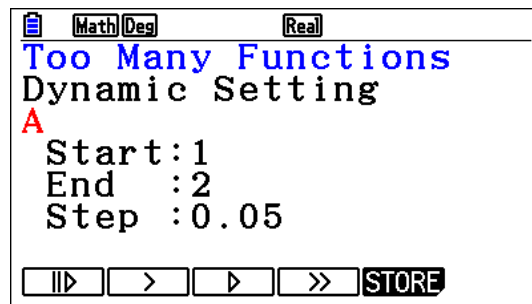 Math Deg Real
Too Many Functions
Dynamic Setting
A
Start:1
End :2
Step :0.05
STORE